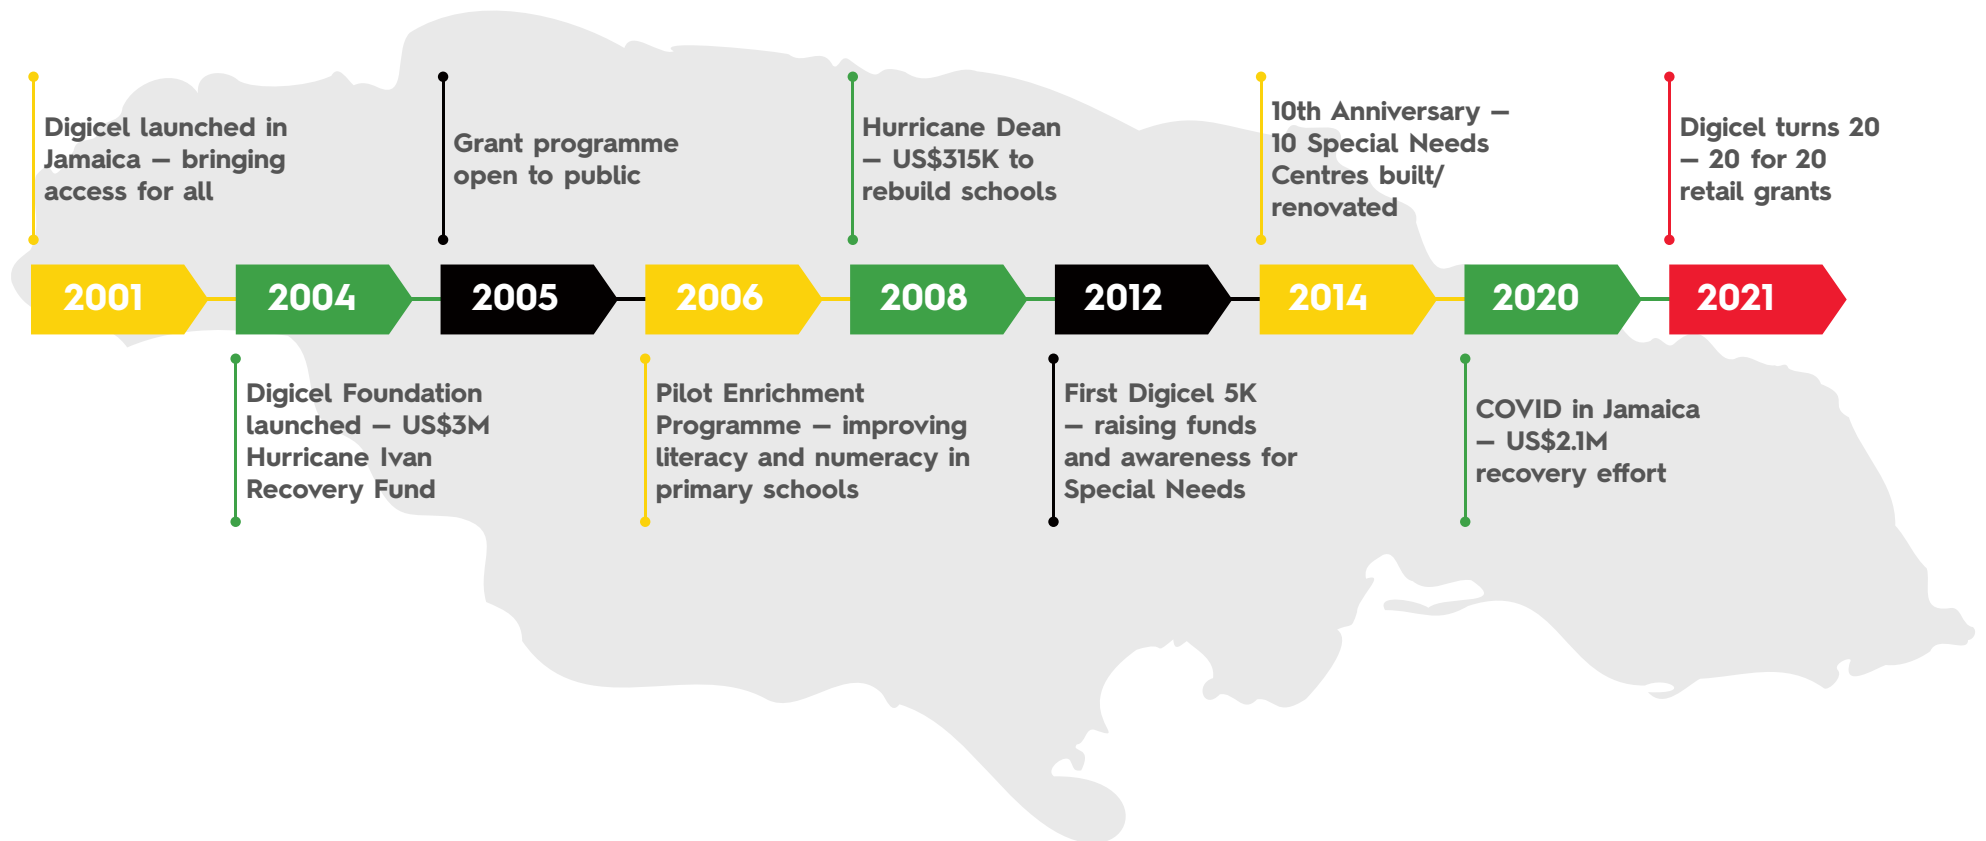 Digicel launched in
Jamaica – bringing
access for all
Grant programme
open to public
Hurricane Dean
– US$315K to
rebuild schools
10th Anniversary –
10 Special Needs
Centres built/
renovated
Digicel turns 20
– 20 for 20
retail grants
2001
2004
2005
2006
2008
2012
2014
2020
2021
Digicel Foundation
launched – US$3M
Hurricane Ivan
Recovery Fund
Pilot Enrichment
Programme – improving
literacy and numeracy in
primary schools
First Digicel 5K
– raising funds
and awareness for
Special Needs
COVID in Jamaica
– US$2.1M
recovery effort